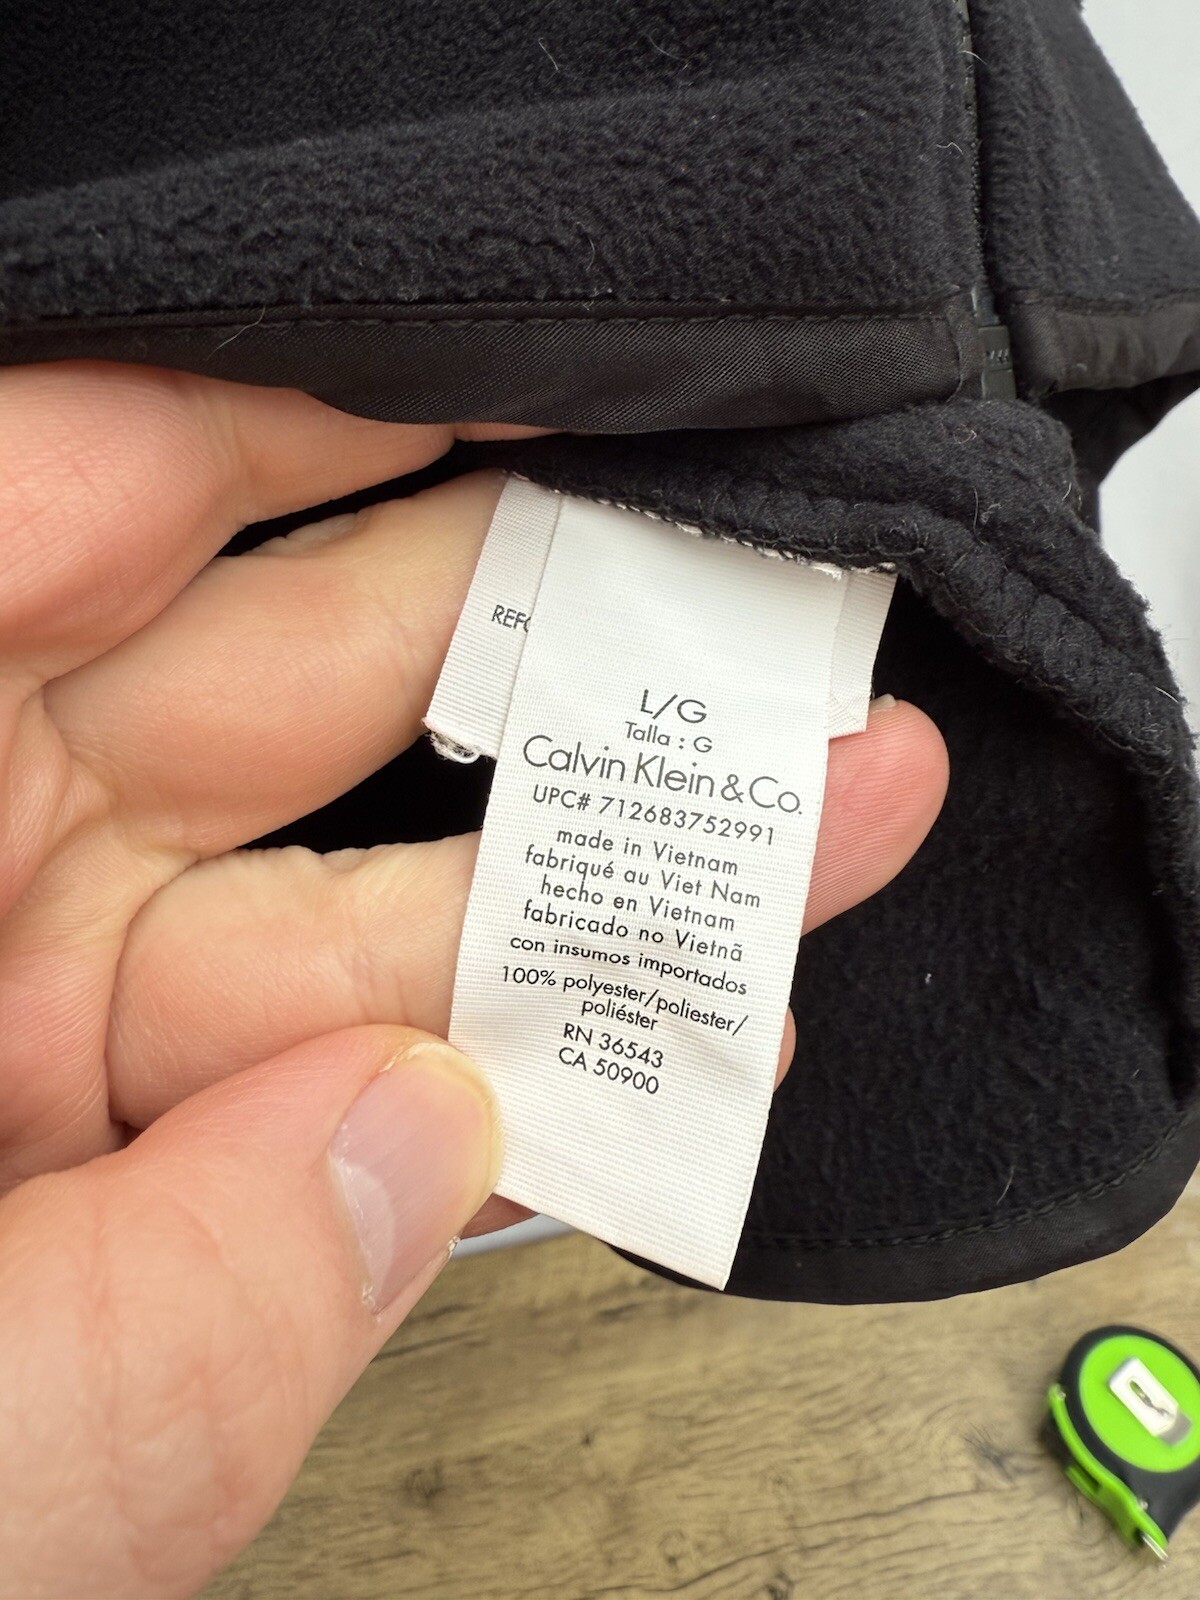 L/G
Talla : G
Calvin Klein & Co.
UPC# 712683752991
made in Vietnam
fabriqué au Viet Nam
hecho en Vietnam
fabricado no Vietnã
con insumos importados
100% polyester/poliester/
poliéster
RN 36543
CA 50900